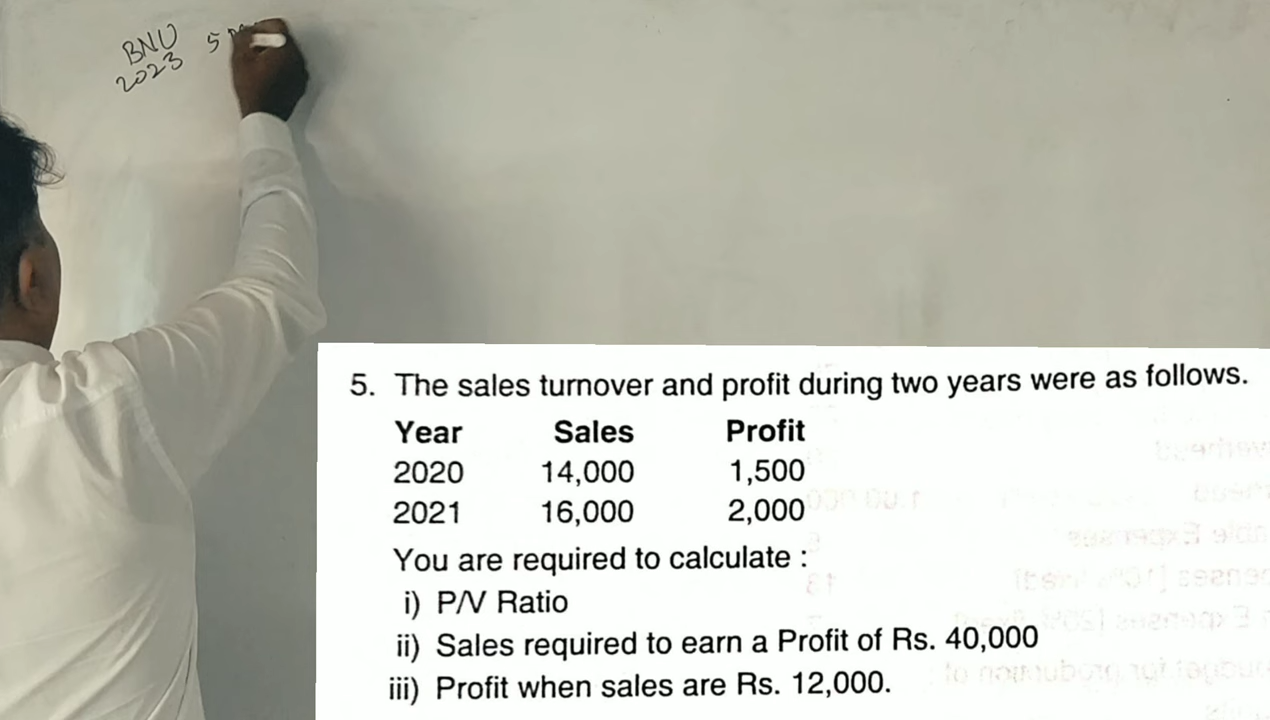 BNU 5
2023
5. The sales turnover and profit during two years were as follows.
Year Sales Profit
2020 14,000 1,500
2021 16,000 2,000
You are required to calculate :
i) P/V Ratio
ii) Sales required to earn a Profit of Rs. 40,000
iii) Profit when sales are Rs. 12,000.